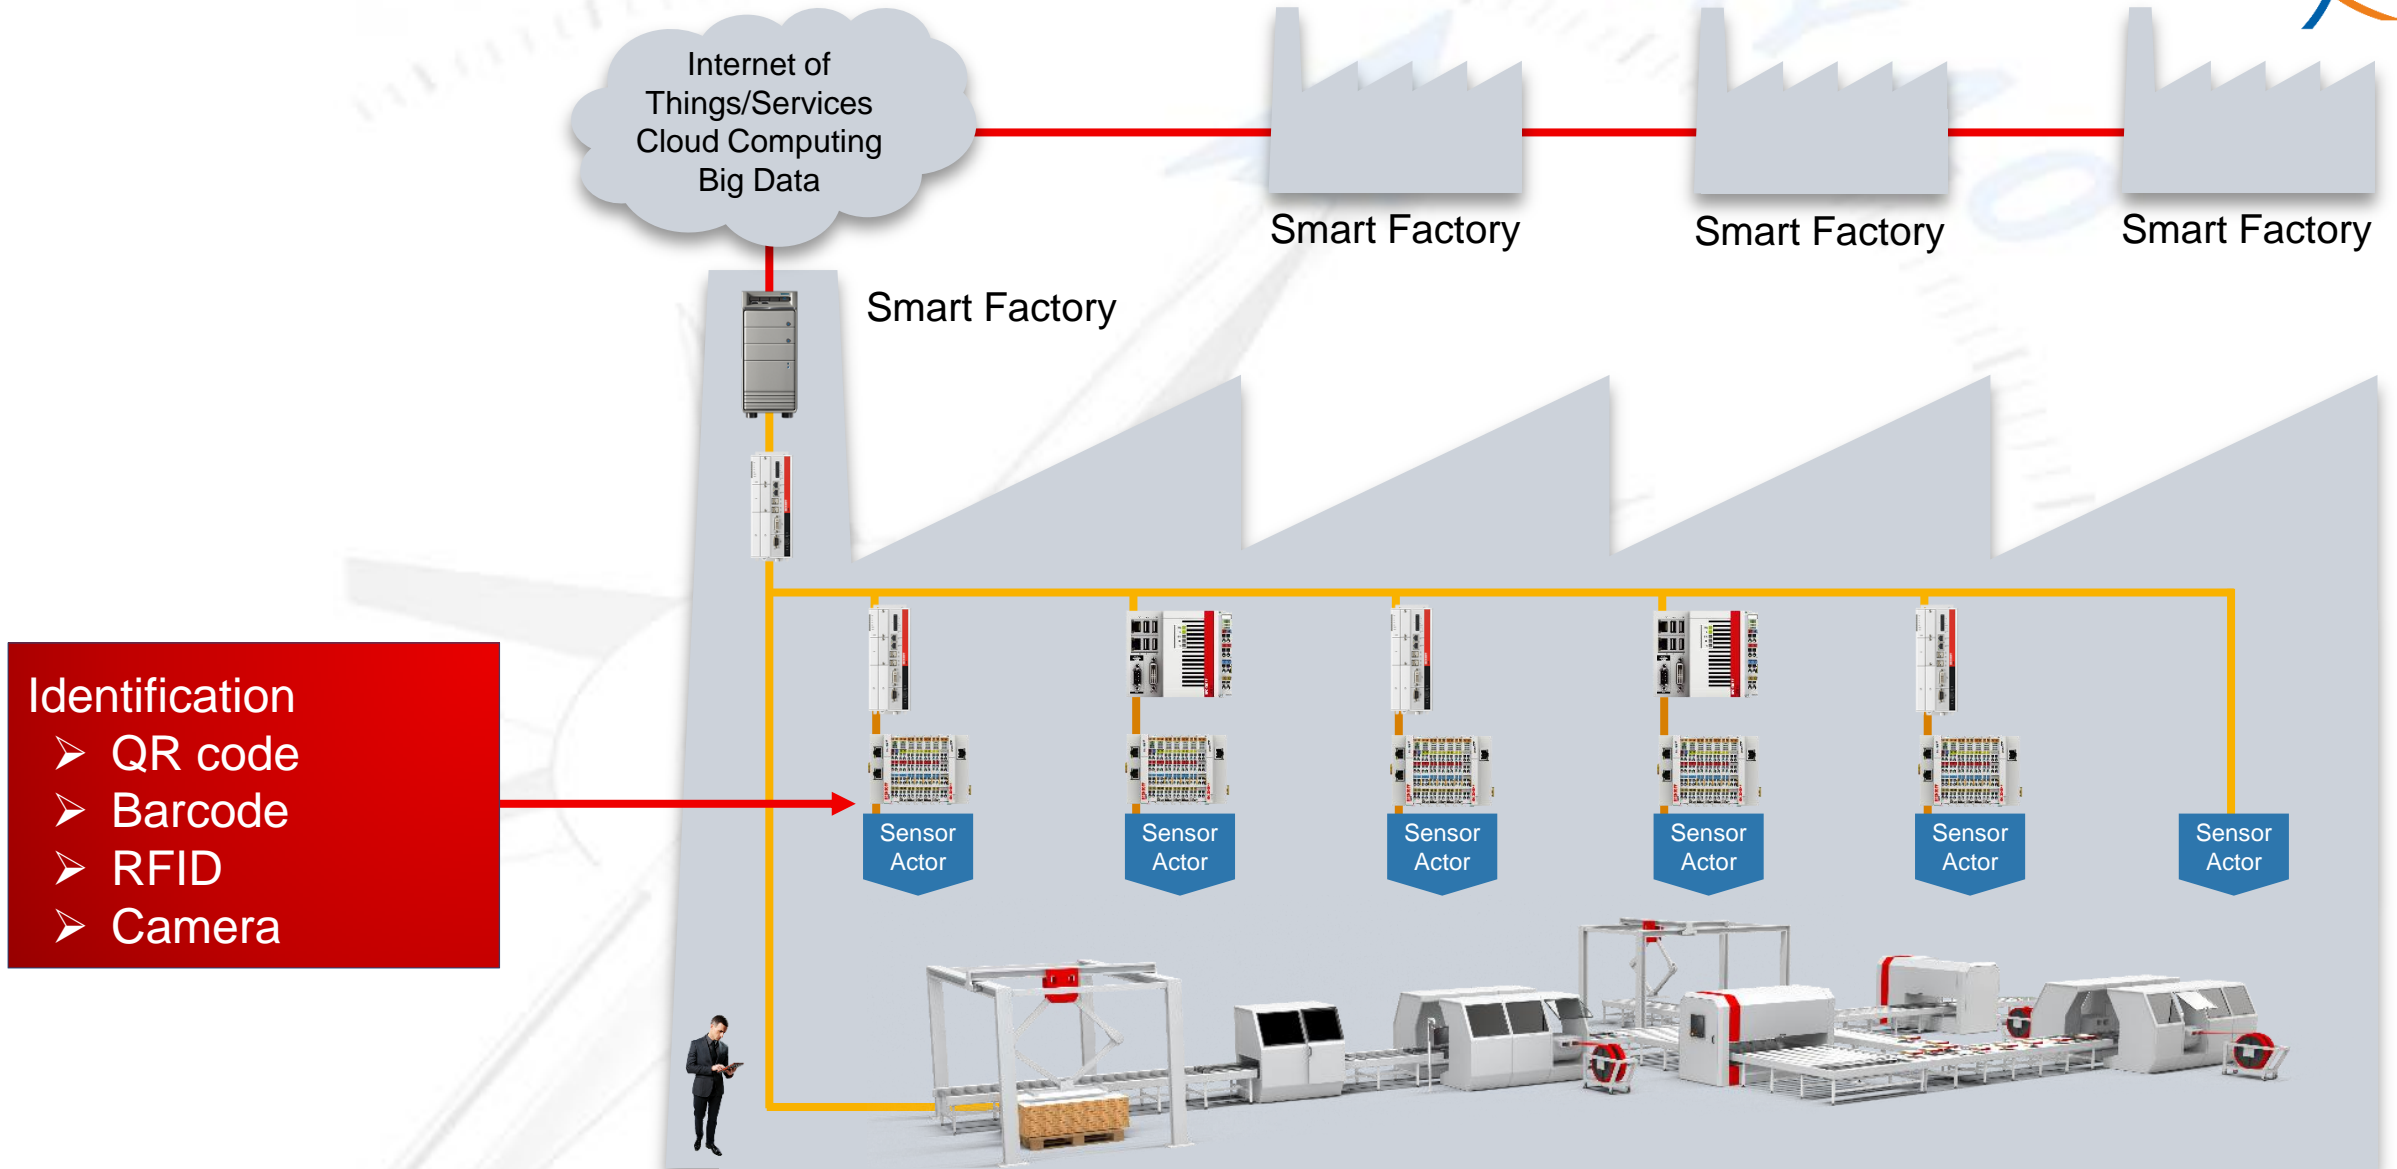 Internet of
Things/Services
Cloud Computing
Big Data
Smart Factory
Smart Factory
Smart Factory
Smart Factory
Identification
➢ QR code
➢ Barcode
➢ RFID
➢ Camera
Sensor
Actor
Sensor
Actor
Sensor
Actor
Sensor
Actor
Sensor
Actor
Sensor
Actor